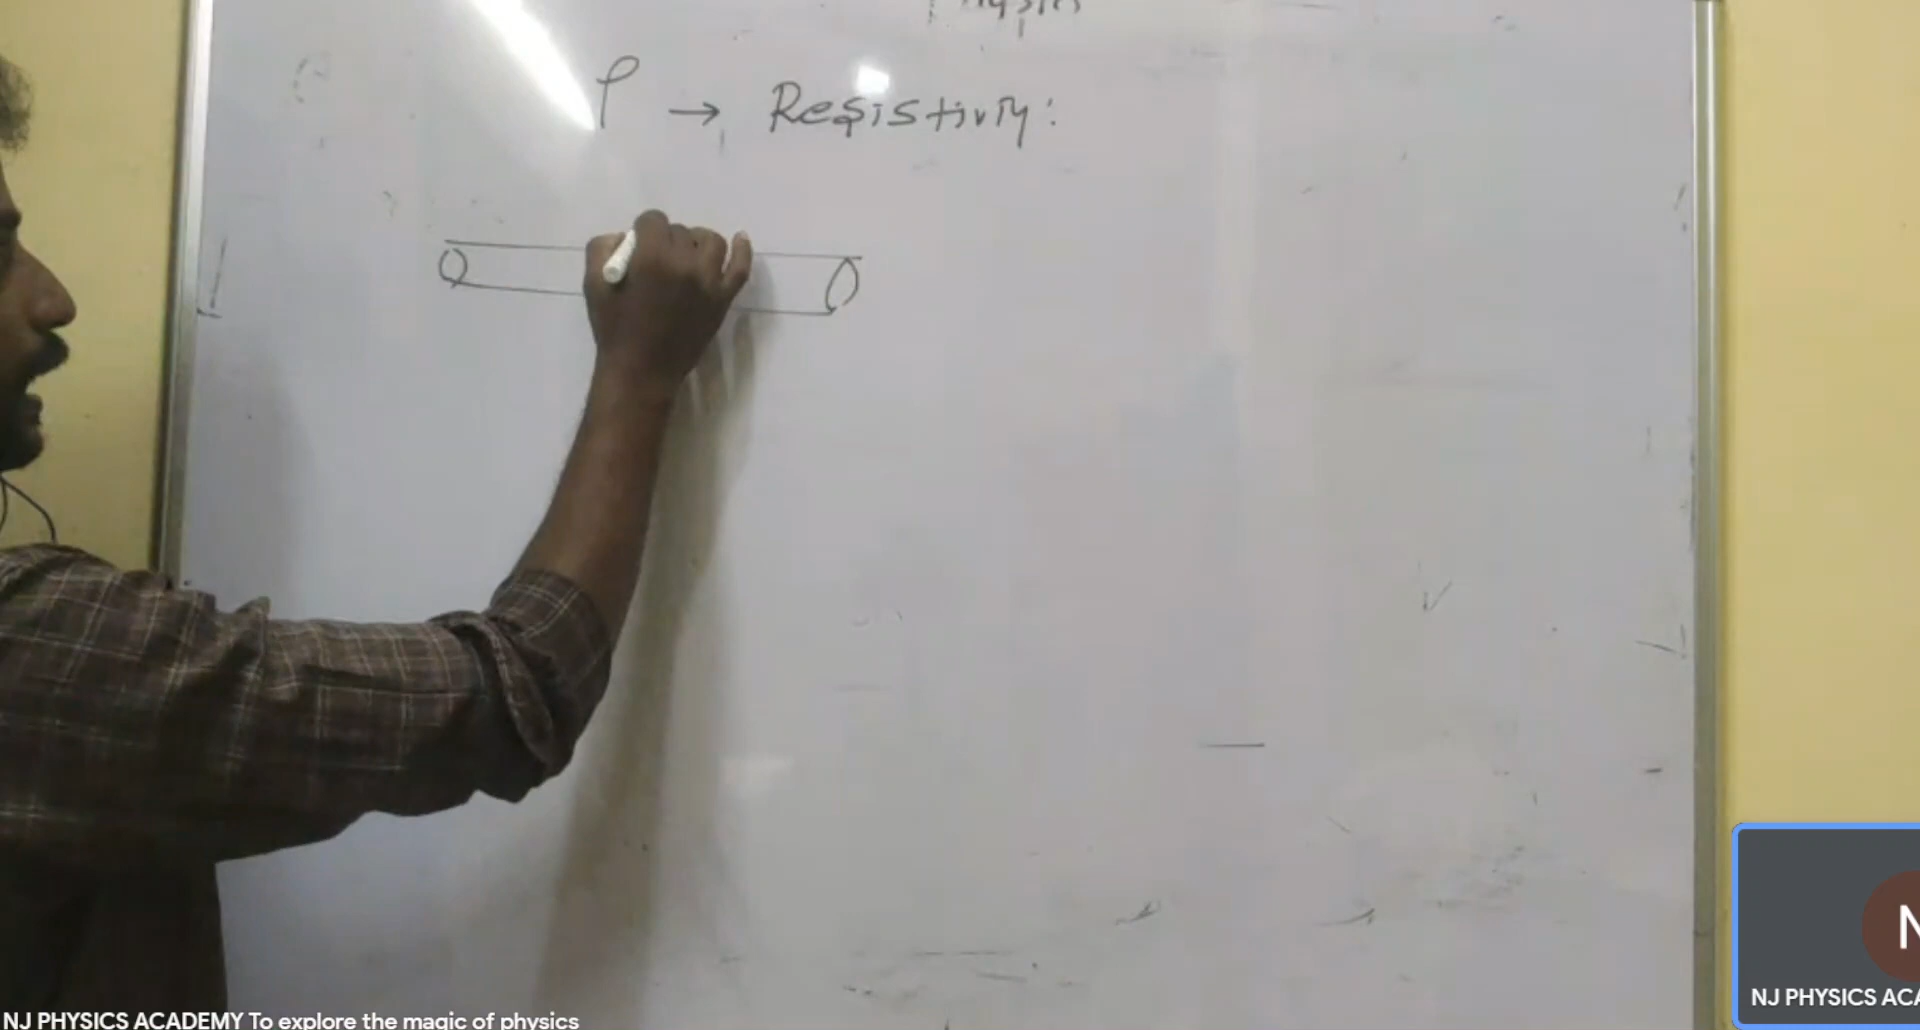 ρ → Resistivity:
N
NJ PHYSICS ACA
NJ PHYSICS ACADEMY To explore the magic of physics